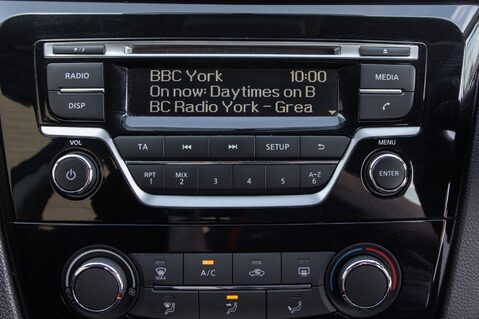 BBC York 10:00
On now: Daytimes on B
BC Radio York - Grea
RADIO
MEDIA
DISP
VOL
TA
SETUP
MENU
RPT 1
MIX 2
3
4
5
A-Z 6
ENTER
MAX
A/C